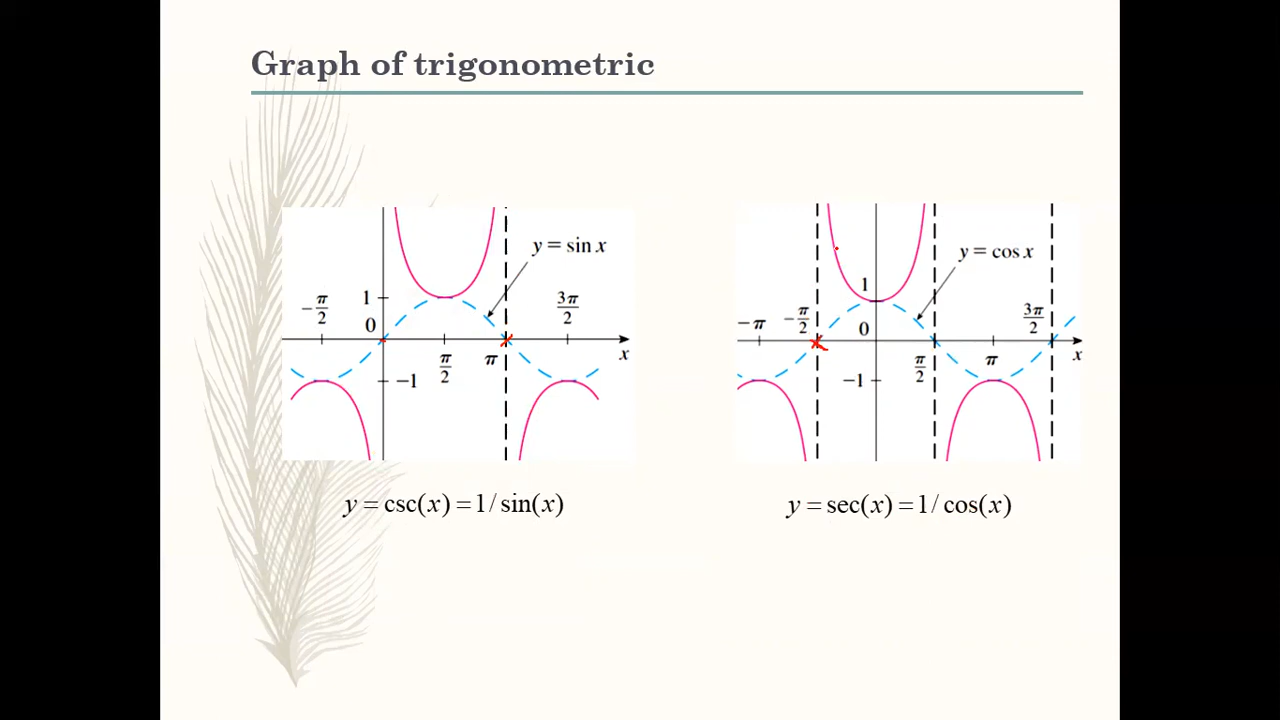 Graph of trigonometric
y = sin x
-π/2
1
0
3π/2
π/2
π
x
-1
y = csc(x) = 1/ sin(x)
y = cos x
1
-π
-π/2
0
3π/2
π/2
π
x
-1
y = sec(x) = 1/ cos(x)